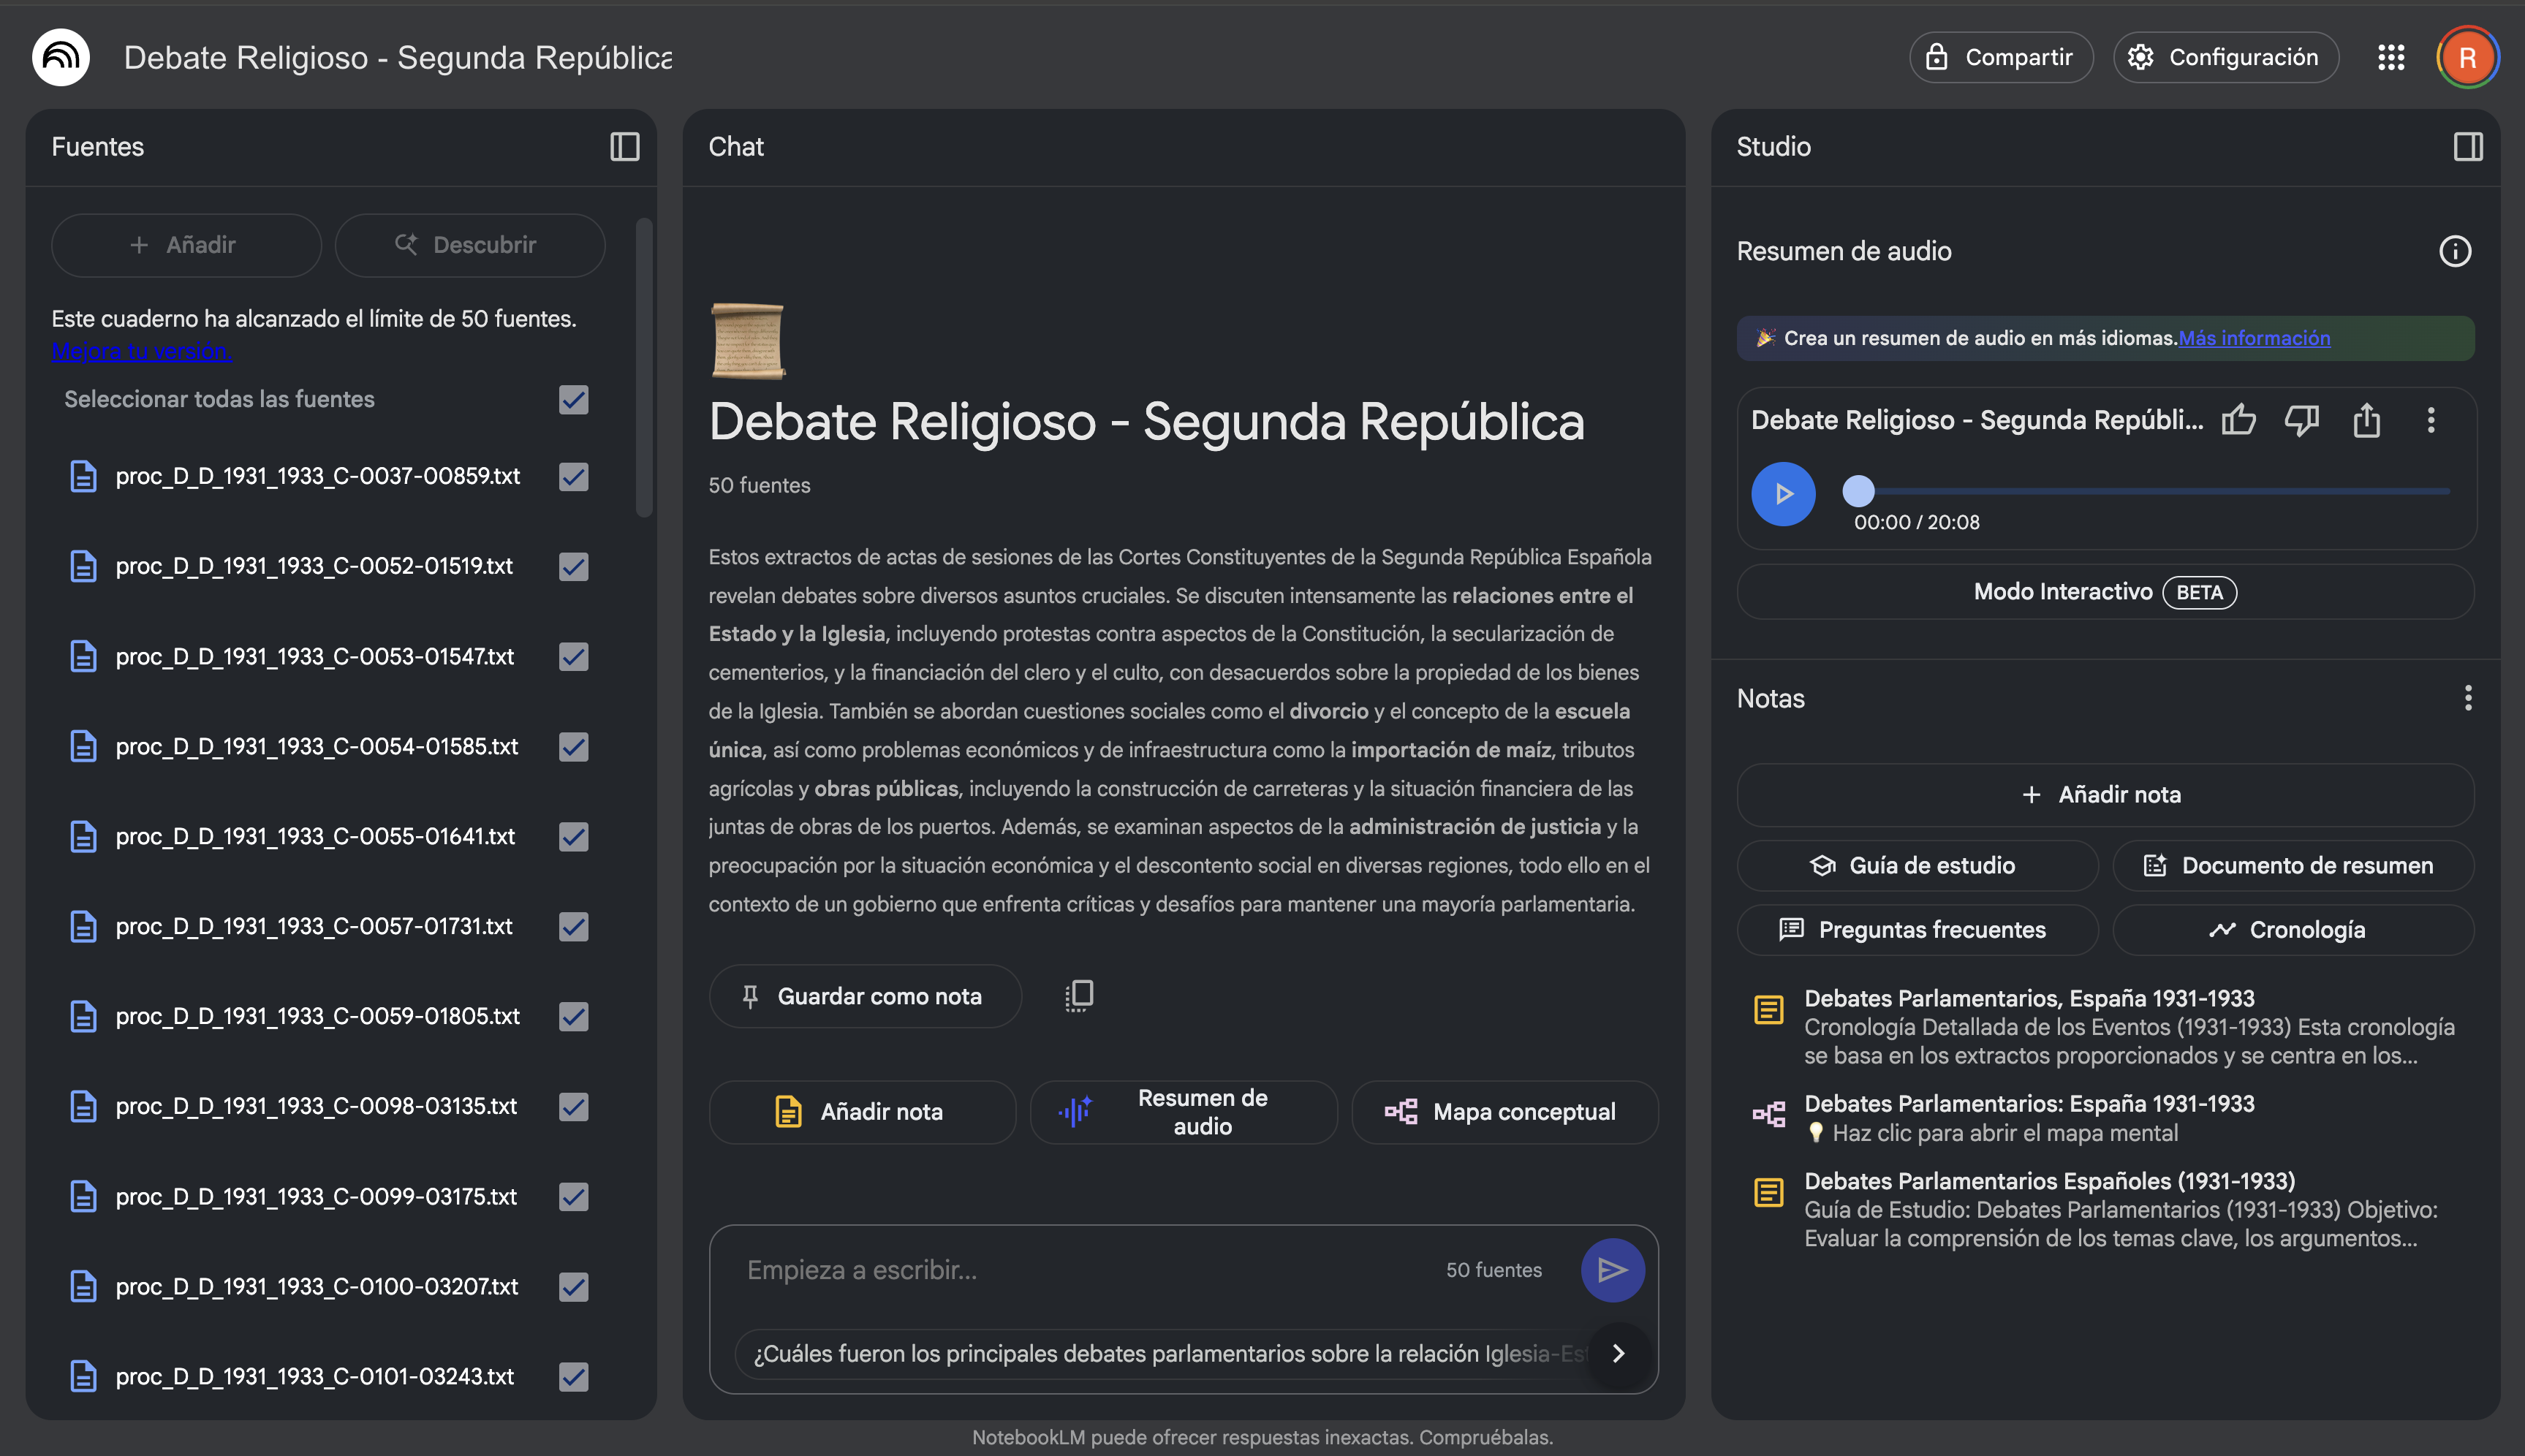 Debate Religioso - Segunda República
Compartir
Configuración
R
Fuentes
Añadir
Descubrir
Este cuaderno ha alcanzado el límite de 50 fuentes.
Mejora tu versión.
Seleccionar todas las fuentes
proc_D_D_1931_1933_C-0037-00859.txt
proc_D_D_1931_1933_C-0052-01519.txt
proc_D_D_1931_1933_C-0053-01547.txt
proc_D_D_1931_1933_C-0054-01585.txt
proc_D_D_1931_1933_C-0055-01641.txt
proc_D_D_1931_1933_C-0057-01731.txt
proc_D_D_1931_1933_C-0059-01805.txt
proc_D_D_1931_1933_C-0098-03135.txt
proc_D_D_1931_1933_C-0099-03175.txt
proc_D_D_1931_1933_C-0100-03207.txt
proc_D_D_1931_1933_C-0101-03243.txt
Chat
Debate Religioso - Segunda República
50 fuentes
Estos extractos de actas de sesiones de las Cortes Constituyentes de la Segunda República Española
revelan debates sobre diversos asuntos cruciales. Se discuten intensamente las relaciones entre el
Estado y la Iglesia, incluyendo protestas contra aspectos de la Constitución, la secularización de
cementerios, y la financiación del clero y el culto, con desacuerdos sobre la propiedad de los bienes
de la Iglesia. También se abordan cuestiones sociales como el divorcio y el concepto de la escuela
única, así como problemas económicos y de infraestructura como la importación de maíz, tributos
agrícolas y obras públicas, incluyendo la construcción de carreteras y la situación financiera de las
juntas de obras de los puertos. Además, se examinan aspectos de la administración de justicia y la
preocupación por la situación económica y el descontento social en diversas regiones, todo ello en el
contexto de un gobierno que enfrenta críticas y desafíos para mantener una mayoría parlamentaria.
Guardar como nota
Añadir nota
Resumen de
audio
Mapa conceptual
Empieza a escribir...
50 fuentes
¿Cuáles fueron los principales debates parlamentarios sobre la relación Iglesia-Est
NotebookLM puede ofrecer respuestas inexactas. Compruébalas.
Studio
Resumen de audio
Crea un resumen de audio en más idiomas.Más información
Debate Religioso - Segunda Repúbli...
00:00 / 20:08
Modo Interactivo BETA
Notas
Añadir nota
Guía de estudio
Documento de resumen
Preguntas frecuentes
Cronología
Debates Parlamentarios, España 1931-1933
Cronología Detallada de los Eventos (1931-1933) Esta cronología
se basa en los extractos proporcionados y se centra en los...
Debates Parlamentarios: España 1931-1933
Haz clic para abrir el mapa mental
Debates Parlamentarios Españoles (1931-1933)
Guía de Estudio: Debates Parlamentarios (1931-1933) Objetivo:
Evaluar la comprensión de los temas clave, los argumentos...